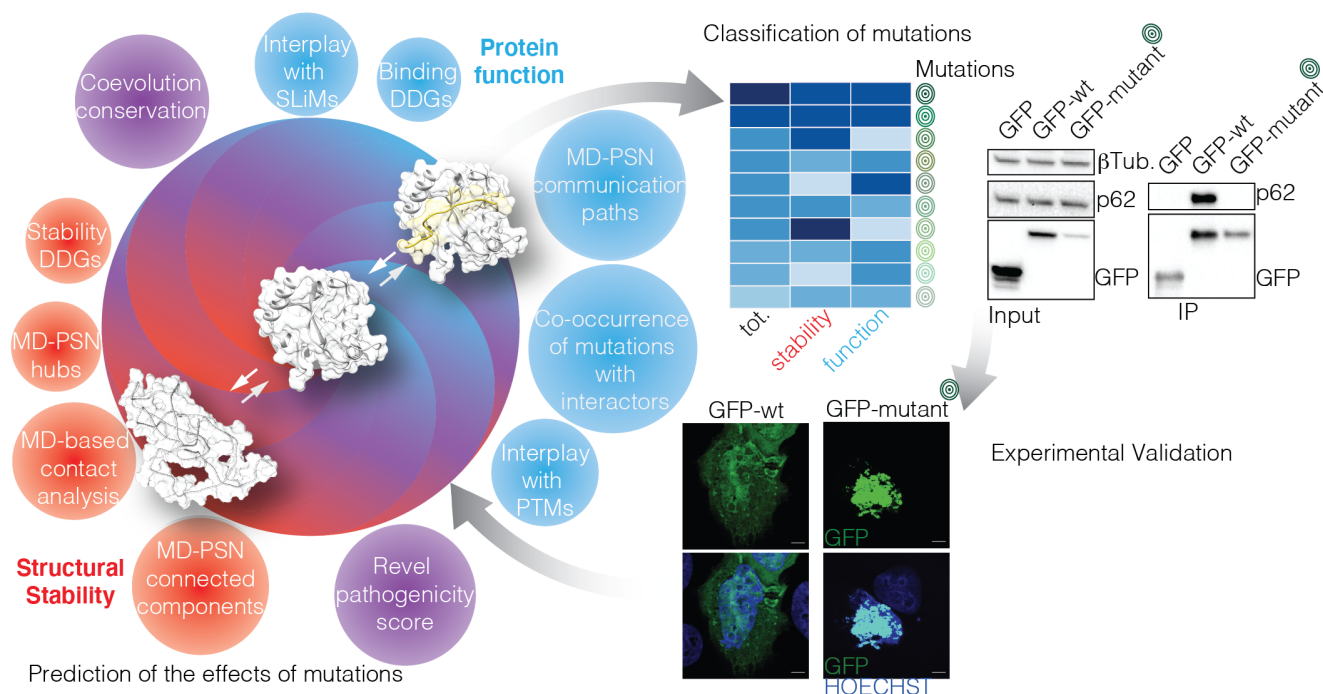 Coevolution
conservation
Interplay
with
SLiMs
Binding
DDGs
Protein
function
MD-PSN
communication
paths
Co-occurrence
of mutations
with
interactors
Interplay
with
PTMs
Revel
pathogenicity
score
MD-PSN
connected
components
Structural
Stability
MD-based
contact
analysis
MD-PSN
hubs
Stability
DDGs
Prediction of the effects of mutations
Classification of mutations
Mutations
tot.
stability
function
GFP
GFP-wt
GFP-mutant
βTub.
p62
GFP
Input
GFP
GFP-wt
GFP-mutant
p62
GFP
IP
GFP-wt
GFP-mutant
GFP
GFP
HOECHST
Experimental Validation